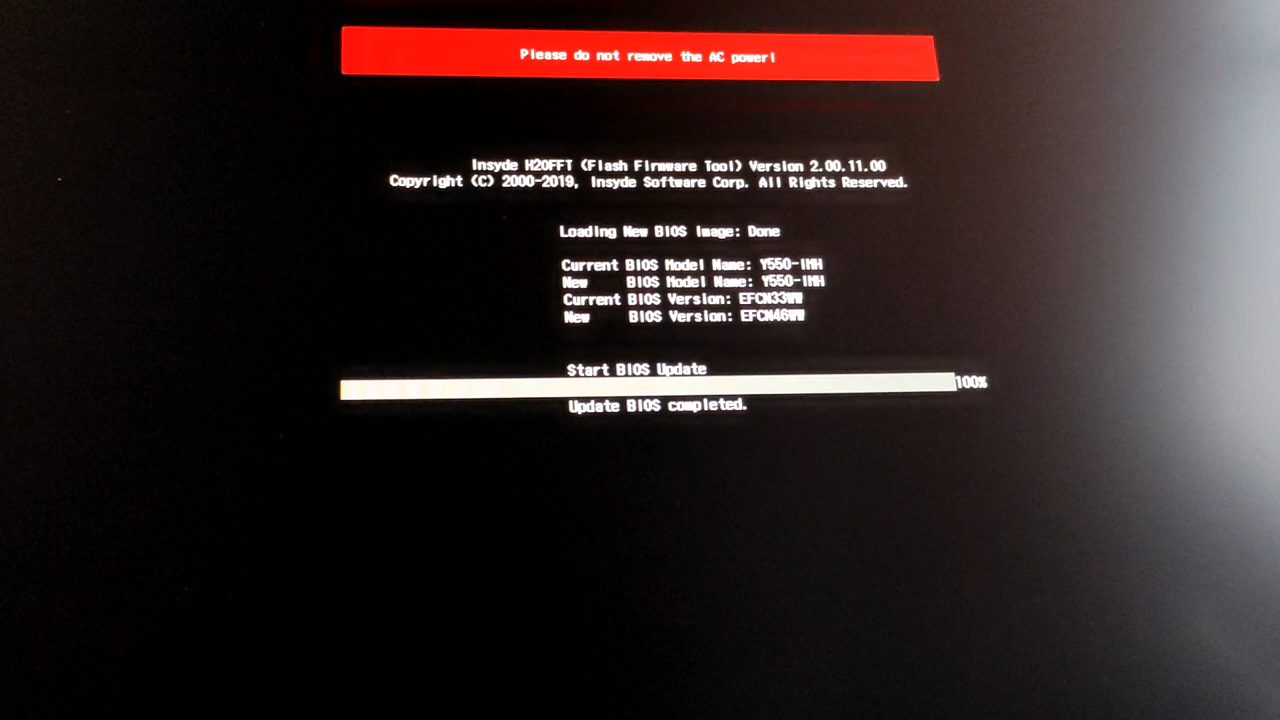 Please do not remove the AC power!
Insyde H2OFFT (Flash Firmware Tool) Version 2.00.11.00
Copyright (C) 2000-2019, Insyde Software Corp. All Rights Reserved.
Loading New BIOS Image: Done
Current BIOS Model Name: Y550-IMH
New BIOS Model Name: Y550-IMH
Current BIOS Version: EFCN33WW
New BIOS Version: EFCN46WW
Start BIOS Update
100%
Update BIOS completed.